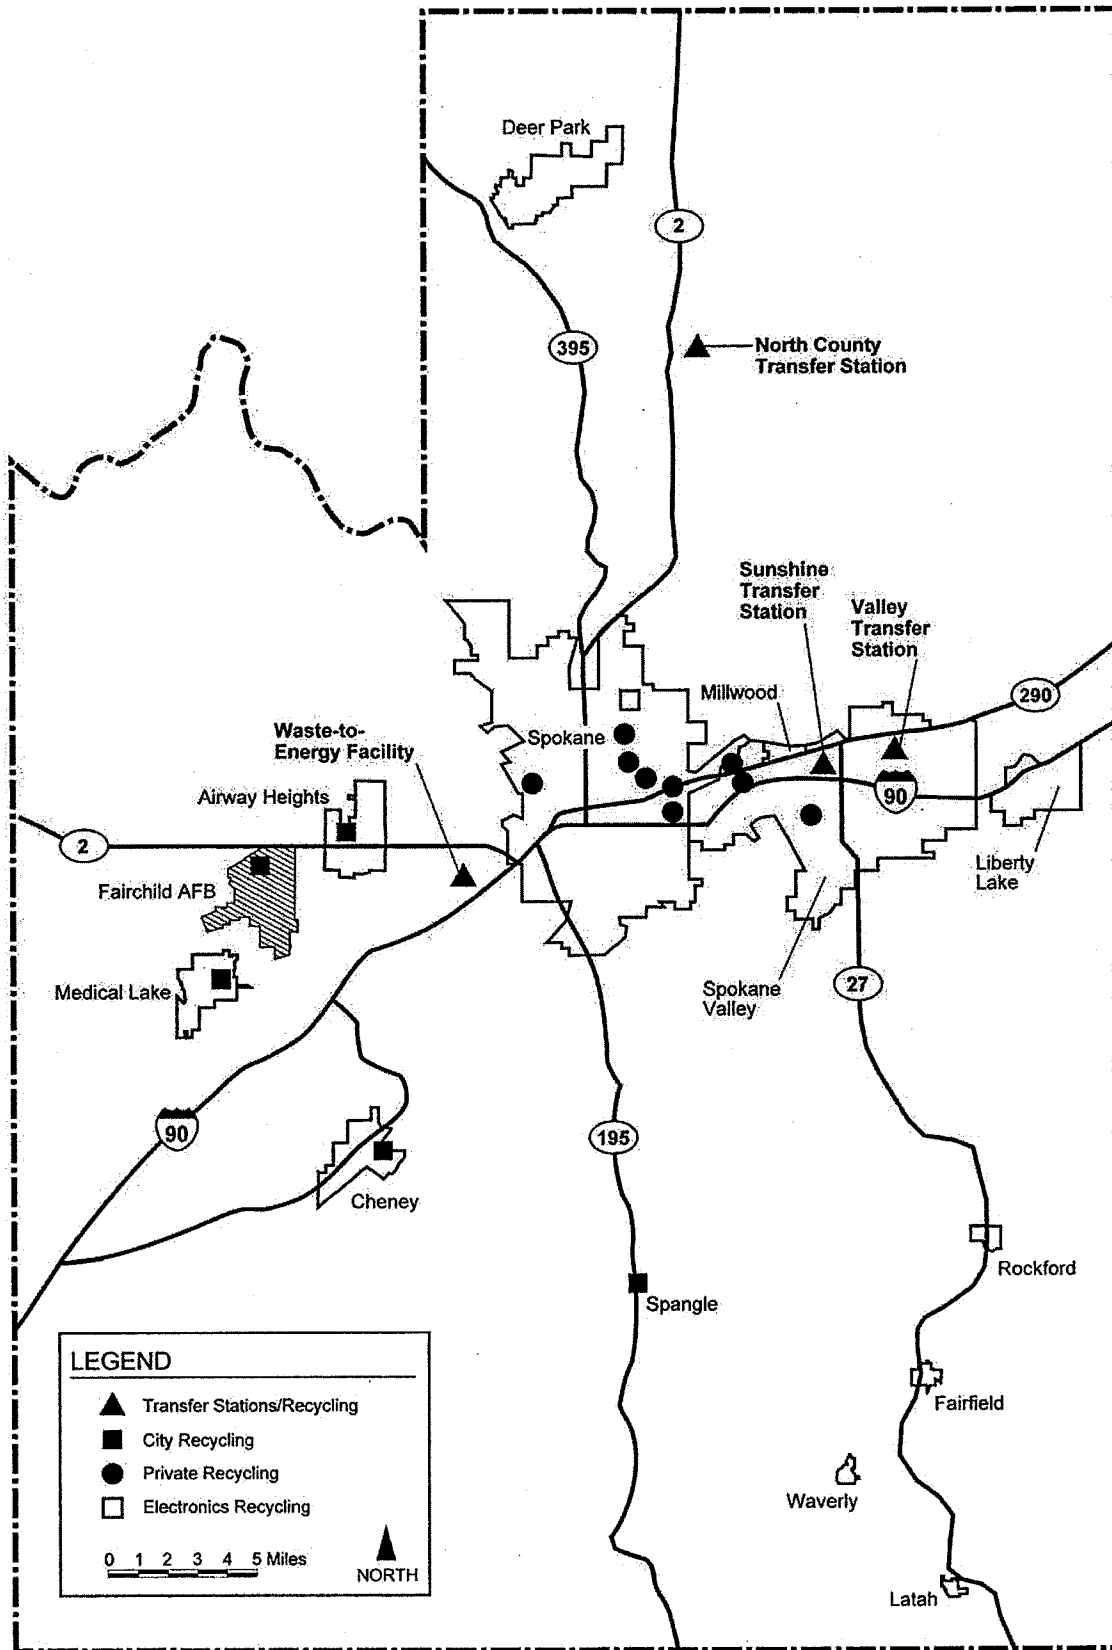 Deer Park
2
395
North County
Transfer Station
Sunshine
Transfer
Station
Valley
Transfer
Station
290
Millwood
Waste-to-
Energy Facility
Spokane
Airway Heights
90
2
Liberty
Lake
Fairchild AFB
Medical Lake
Spokane
Valley
27
90
195
Cheney
Rockford
Spangle
LEGEND
Transfer Stations/Recycling
City Recycling
Private Recycling
Electronics Recycling
0 1 2 3 4 5 Miles
NORTH
Fairfield
Waverly
Latah